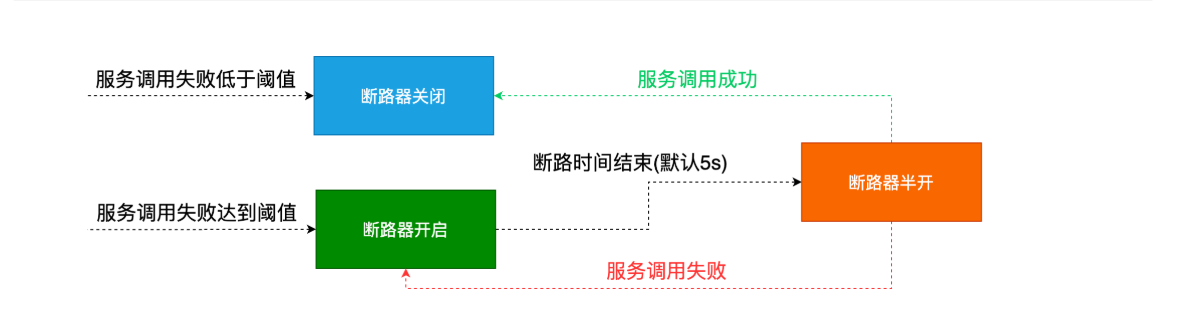 服务调用失败低于阈值
断路器关闭
服务调用成功
断路时间结束(默认5s)
断路器半开
服务调用失败达到阈值
断路器开启
服务调用失败